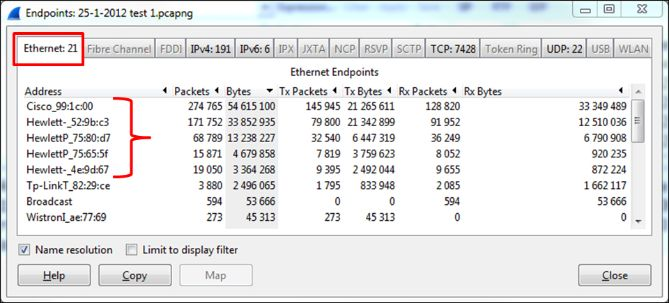 Endpoints: 25-1-2012 test 1.pcapng
Ethernet: 21 Fibre Channel FDDI IPv4: 191 IPv6: 6 IPX JXTA NCP RSVP SCTP TCP: 7428 Token Ring UDP: 22 USB WLAN
Ethernet Endpoints
Address Packets Bytes Tx Packets Tx Bytes Rx Packets Rx Bytes
Cisco_99:1c:00 274 765 54 615 100 145 945 21 265 611 128 820 33 349 489
Hewlett-_52:9b:c3 171 752 33 852 935 79 800 21 342 899 91 952 12 510 036
HewlettP_75:80:d7 68 789 13 238 227 32 540 6 447 319 36 249 6 790 908
HewlettP_75:65:5f 15 871 4 679 858 7 819 3 759 623 8 052 920 235
Hewlett-_4e:9d:67 19 050 3 364 268 9 395 2 492 044 9 655 872 224
Tp-LinkT_82:29:ce 3 880 2 496 065 1 795 833 948 2 085 1 662 117
Broadcast 594 53 666 0 0 594 53 666
WistronI_ae:77:69 273 45 313 273 45 313 0 0
Name resolution Limit to display filter
Help Copy Map Close